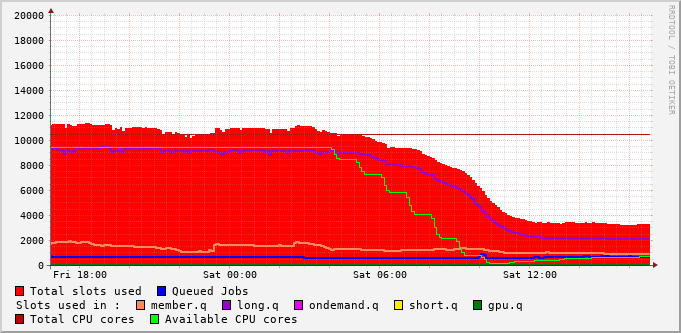 20000
18000
16000
14000
12000
10000
8000
6000
4000
2000
0
Fri 18:00 Sat 00:00 Sat 06:00 Sat 12:00
Total slots used Queued Jobs
Slots used in : member.q long.q ondemand.q short.q gpu.q
Total CPU cores Available CPU cores
RRDTOOL / TOBI OETIKER